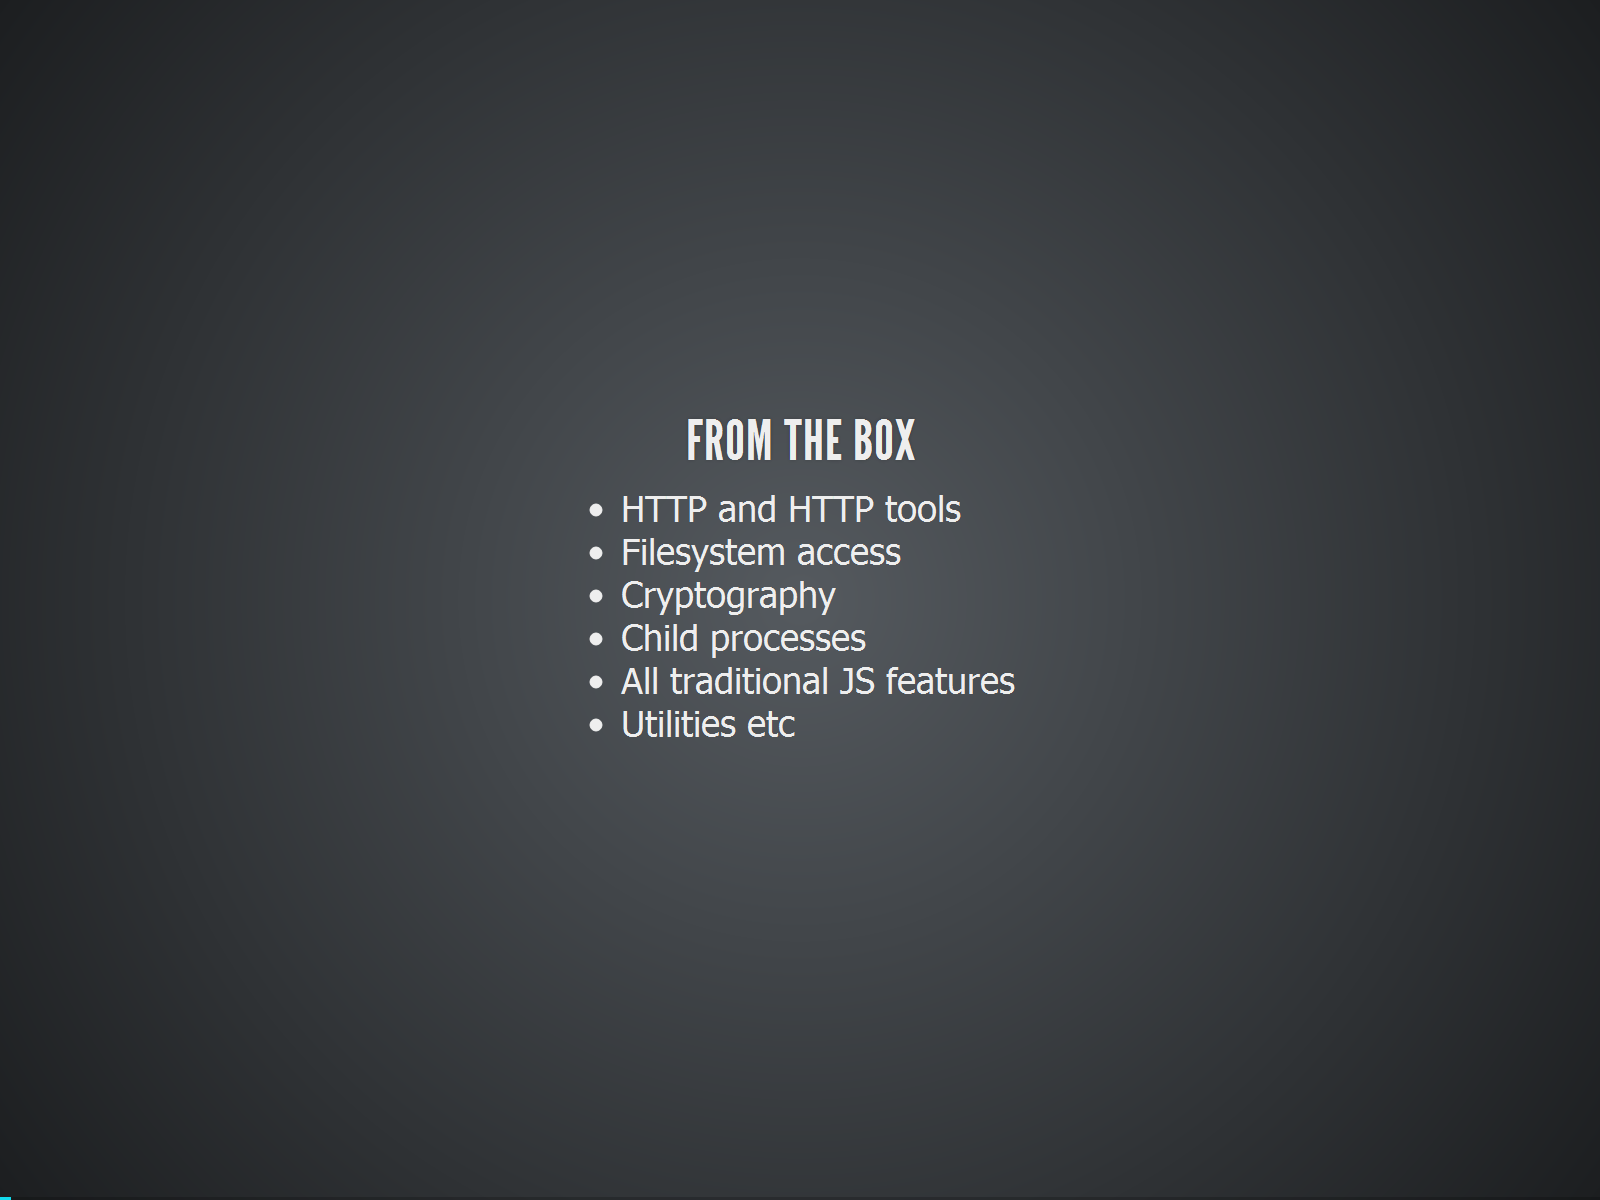 FROM THE BOX
• HTTP and HTTP tools
• Filesystem access
• Cryptography
• Child processes
• All traditional JS features
• Utilities etc